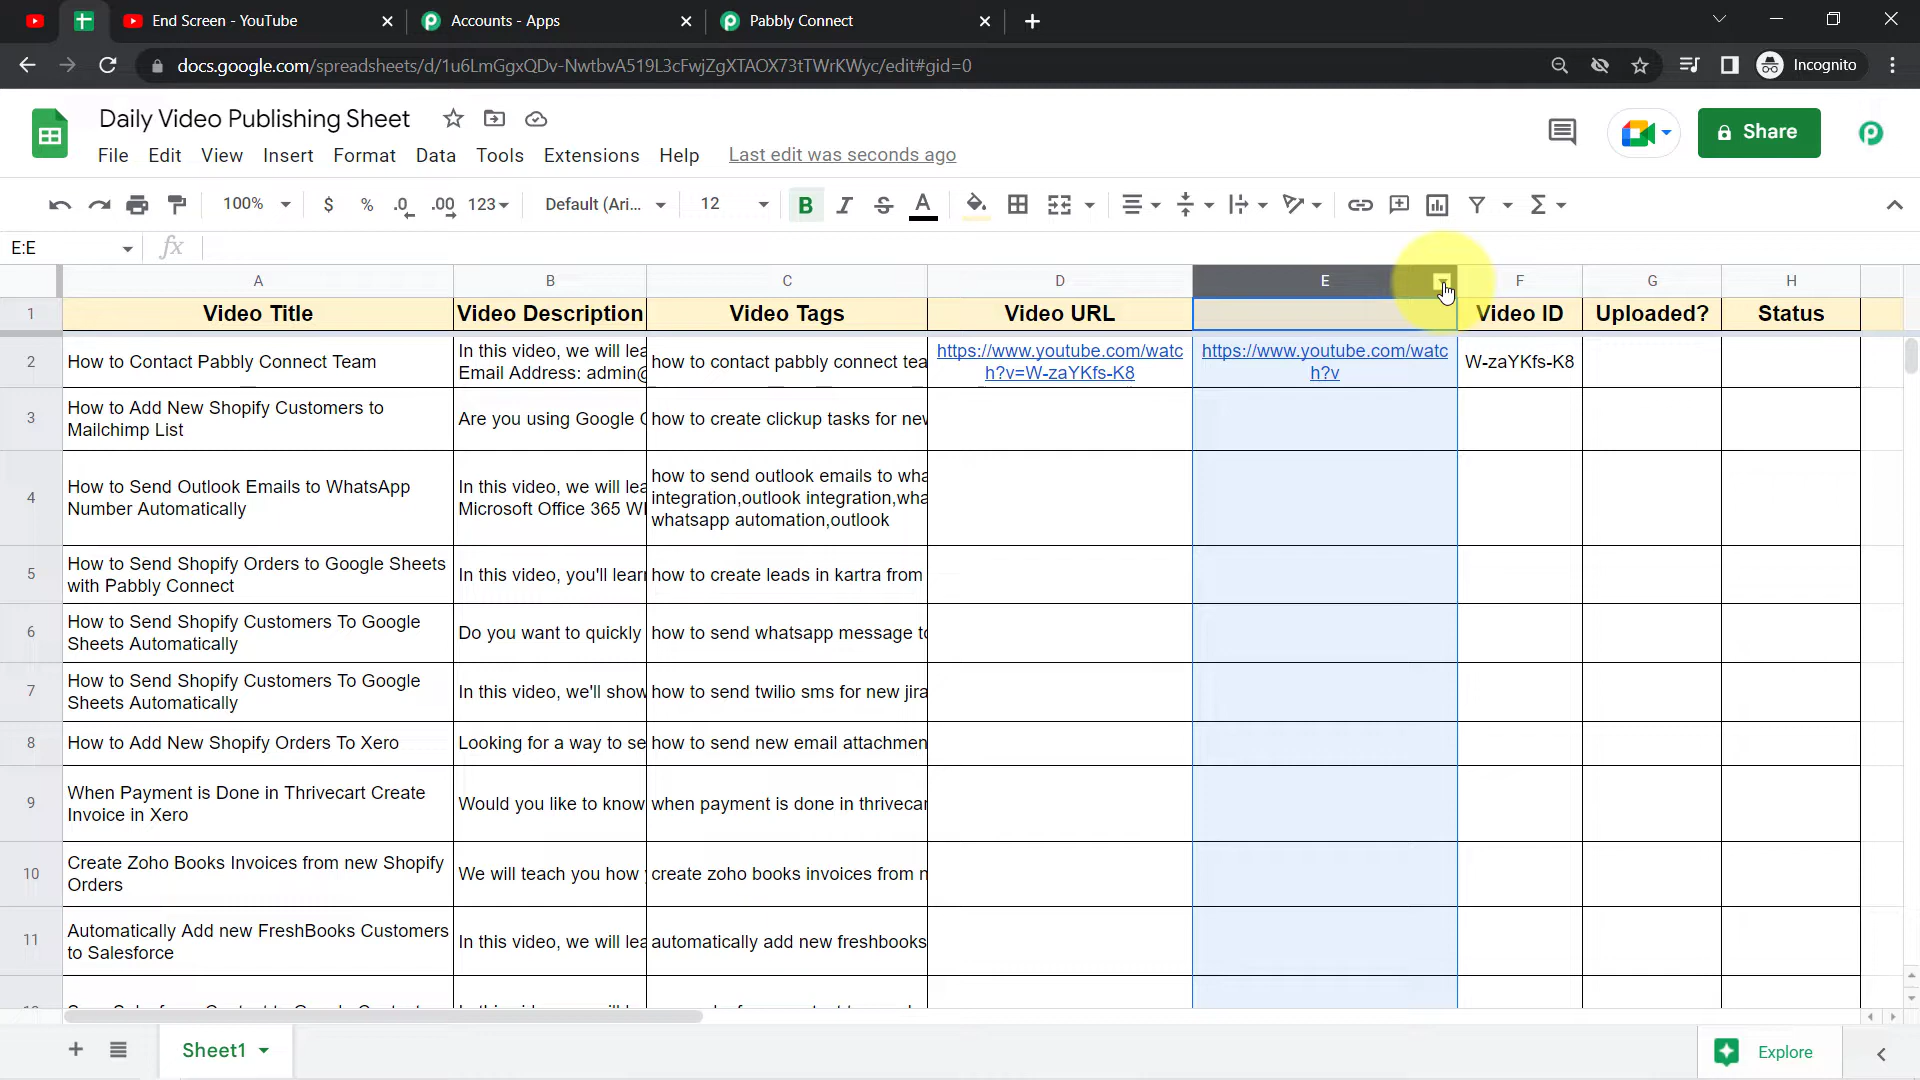 End Screen - YouTube
Accounts - Apps
Pabbly Connect
docs.google.com/spreadsheets/d/1u6LmGgxQDv-NwtbvA519L3cFwjZgXTAOX73tTWrKWyc/edit#gid=0
Incognito
Daily Video Publishing Sheet
File Edit View Insert Format Data Tools Extensions Help Last edit was seconds ago
Share
100% $ % .0 .00 123 Default (Ari... 12 B I S A Σ
E:E fx
A B C D E F G H
1 Video Title Video Description Video Tags Video URL Video ID Uploaded? Status
2 How to Contact Pabbly Connect Team
In this video, we will lea
Email Address: admin@
how to contact pabbly connect tea
https://www.youtube.com/watc
h?v=W-zaYKfs-K8
https://www.youtube.com/watc
h?v
W-zaYKfs-K8
3 How to Add New Shopify Customers to
Mailchimp List
Are you using Google C
how to create clickup tasks for nev
4 How to Send Outlook Emails to WhatsApp
Number Automatically
In this video, we will lea
Microsoft Office 365 W
how to send outlook emails to wha
integration,outlook integration,wha
whatsapp automation,outlook
5 How to Send Shopify Orders to Google Sheets
with Pabbly Connect
In this video, you'll lear
how to create leads in kartra from
6 How to Send Shopify Customers To Google
Sheets Automatically
Do you want to quickly
how to send whatsapp message to
7 How to Send Shopify Customers To Google
Sheets Automatically
In this video, we'll show
how to send twilio sms for new jira
8 How to Add New Shopify Orders To Xero
Looking for a way to se
how to send new email attachmen
9 When Payment is Done in Thrivecart Create
Invoice in Xero
Would you like to know
when payment is done in thrivecar
10 Create Zoho Books Invoices from new Shopify
Orders
We will teach you how
create zoho books invoices from n
11 Automatically Add new FreshBooks Customers
to Salesforce
In this video, we will lea
automatically add new freshbooks
Sheet1
Explore